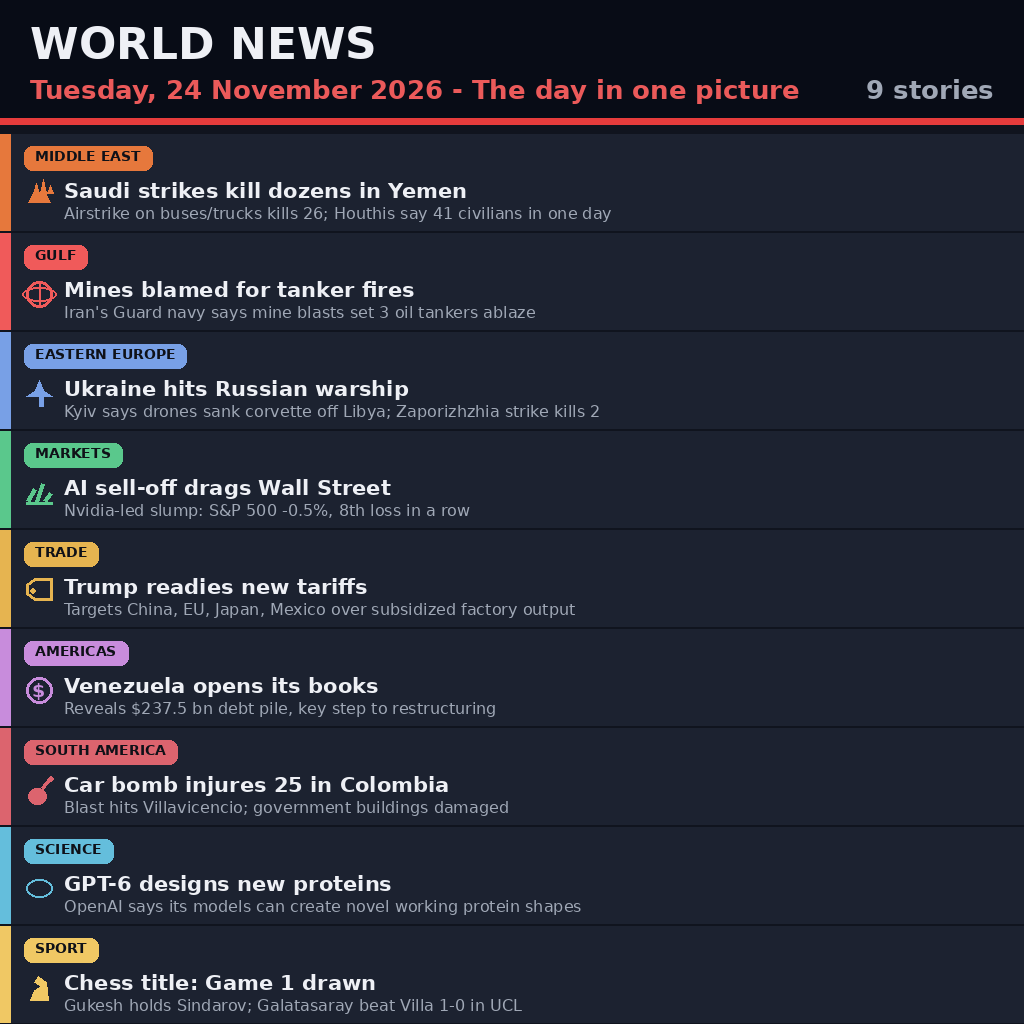 WORLD NEWS
Tuesday, 24 November 2026 - The day in one picture 9 stories
MIDDLE EAST
Saudi strikes kill dozens in Yemen
Airstrike on buses/trucks kills 26; Houthis say 41 civilians in one day
GULF
Mines blamed for tanker fires
Iran's Guard navy says mine blasts set 3 oil tankers ablaze
EASTERN EUROPE
Ukraine hits Russian warship
Kyiv says drones sank corvette off Libya; Zaporizhzhia strike kills 2
MARKETS
AI sell-off drags Wall Street
Nvidia-led slump: S&P 500 -0.5%, 8th loss in a row
TRADE
Trump readies new tariffs
Targets China, EU, Japan, Mexico over subsidized factory output
AMERICAS
$ Venezuela opens its books
Reveals $237.5 bn debt pile, key step to restructuring
SOUTH AMERICA
Car bomb injures 25 in Colombia
Blast hits Villavicencio; government buildings damaged
SCIENCE
GPT-6 designs new proteins
OpenAI says its models can create novel working protein shapes
SPORT
Chess title: Game 1 drawn
Gukesh holds Sindarov; Galatasaray beat Villa 1-0 in UCL